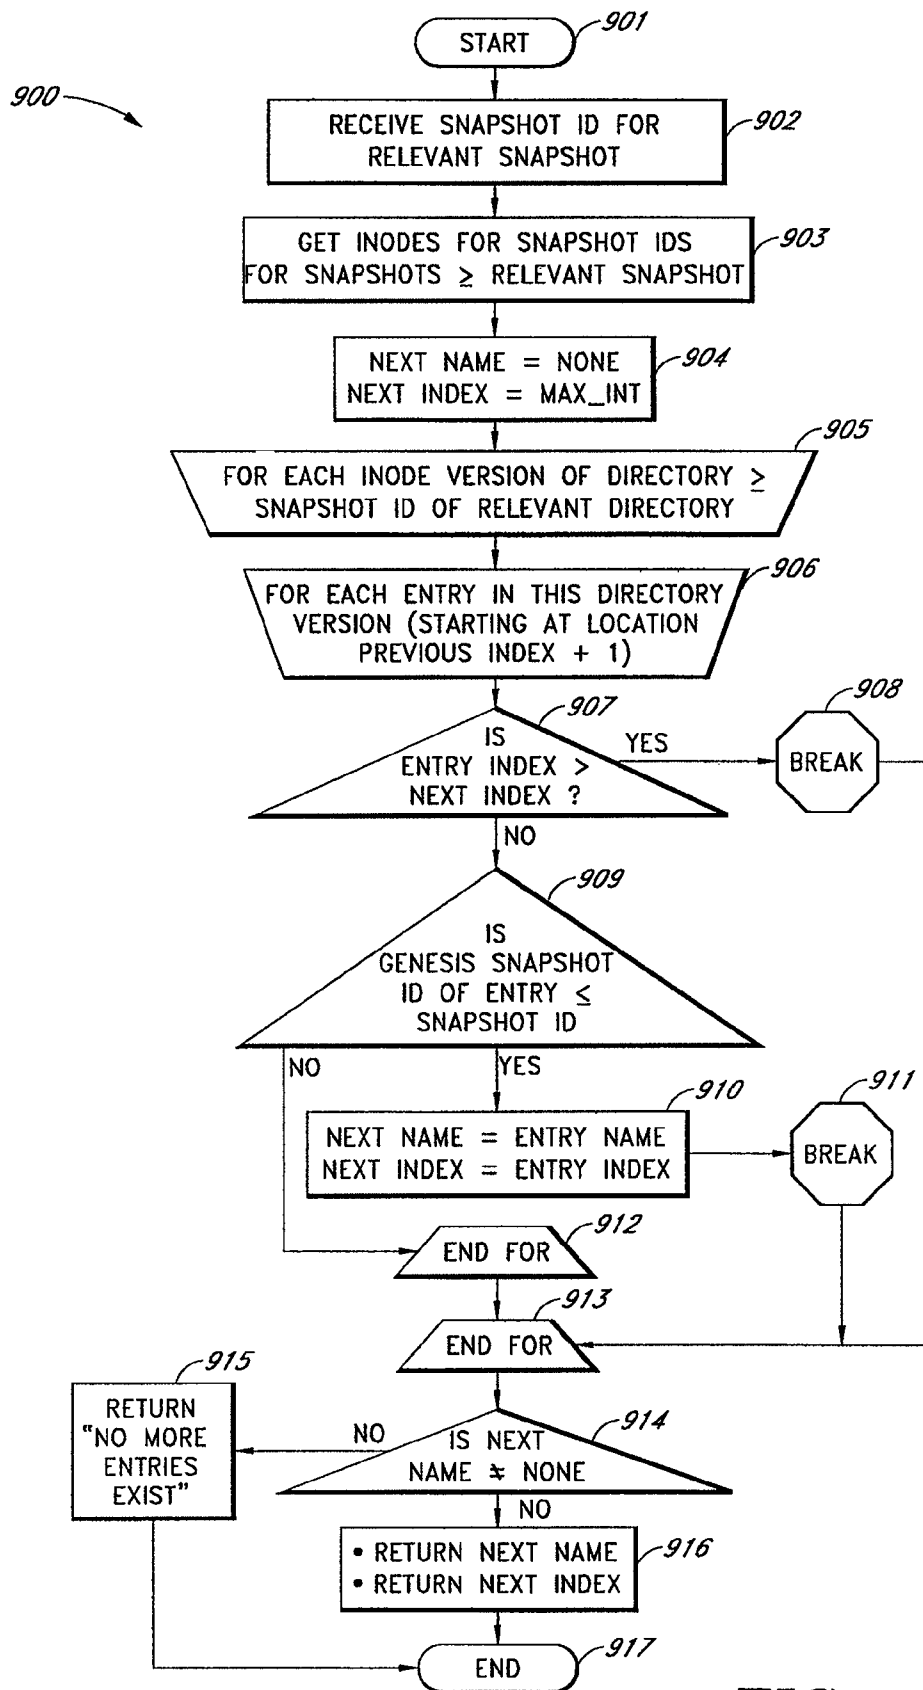 901
START
900
RECEIVE SNAPSHOT ID FOR
RELEVANT SNAPSHOT
902
GET INODES FOR SNAPSHOT IDS
FOR SNAPSHOTS ≥ RELEVANT SNAPSHOT
903
NEXT NAME = NONE
NEXT INDEX = MAX_INT
904
905
FOR EACH INODE VERSION OF DIRECTORY ≥
SNAPSHOT ID OF RELEVANT DIRECTORY
906
FOR EACH ENTRY IN THIS DIRECTORY
VERSION (STARTING AT LOCATION
PREVIOUS INDEX + 1)
907
IS
ENTRY INDEX >
NEXT INDEX ?
YES
908
BREAK
NO
909
IS
GENESIS SNAPSHOT
ID OF ENTRY ≤
SNAPSHOT ID
NO
YES
910
NEXT NAME = ENTRY NAME
NEXT INDEX = ENTRY INDEX
911
BREAK
912
END FOR
913
END FOR
914
IS NEXT
NAME ≠ NONE
NO
915
RETURN
"NO MORE
ENTRIES
EXIST"
NO
916
• RETURN NEXT NAME
• RETURN NEXT INDEX
917
END